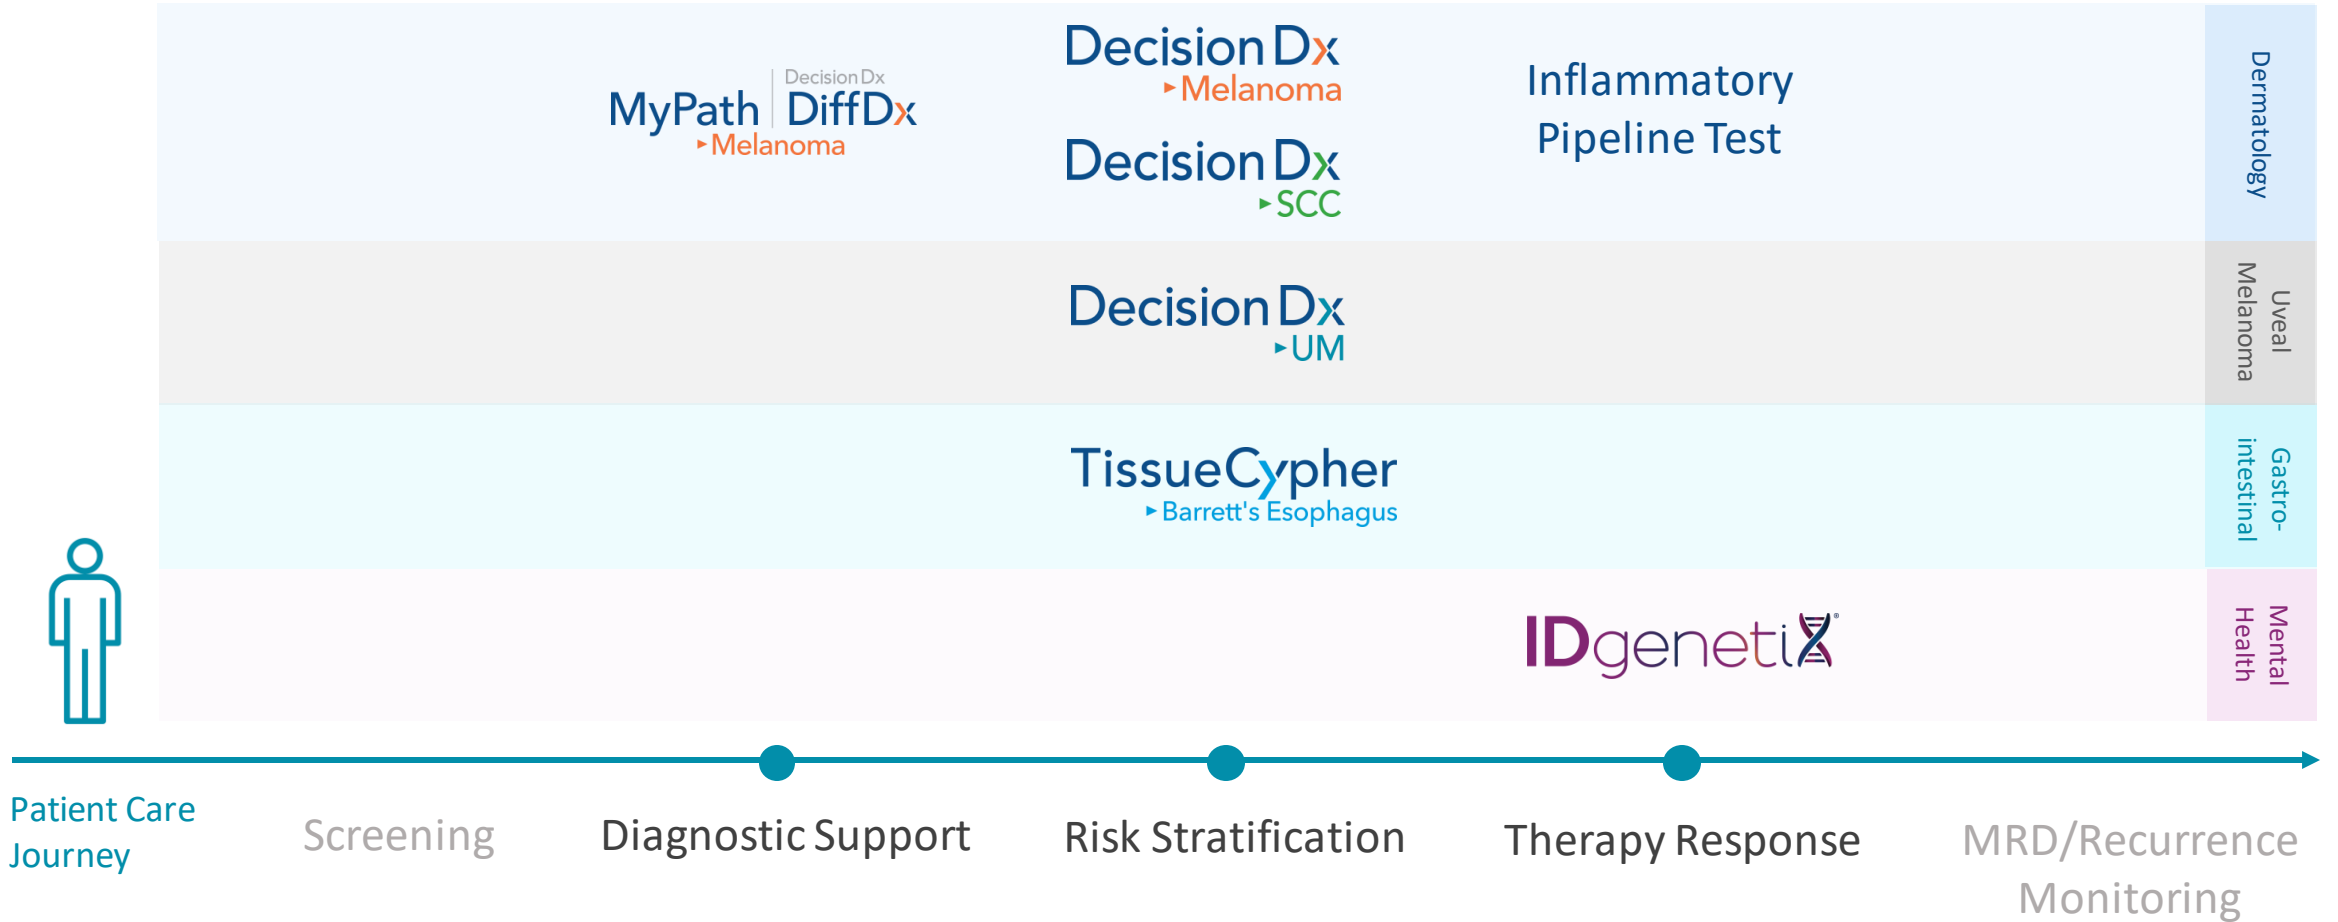 Decision Dx
MyPath
DiffDx
Melanoma
Decision Dx
Melanoma
Decision Dx
SCC
Inflammatory
Pipeline Test
Dermatology
Decision Dx
UM
Uveal
Melanoma
TissueCypher
Barrett's Esophagus
Gastro-
intestinal
IDgenetiX®
Mental
Health
Patient Care
Journey
Screening
Diagnostic Support
Risk Stratification
Therapy Response
MRD/Recurrence
Monitoring